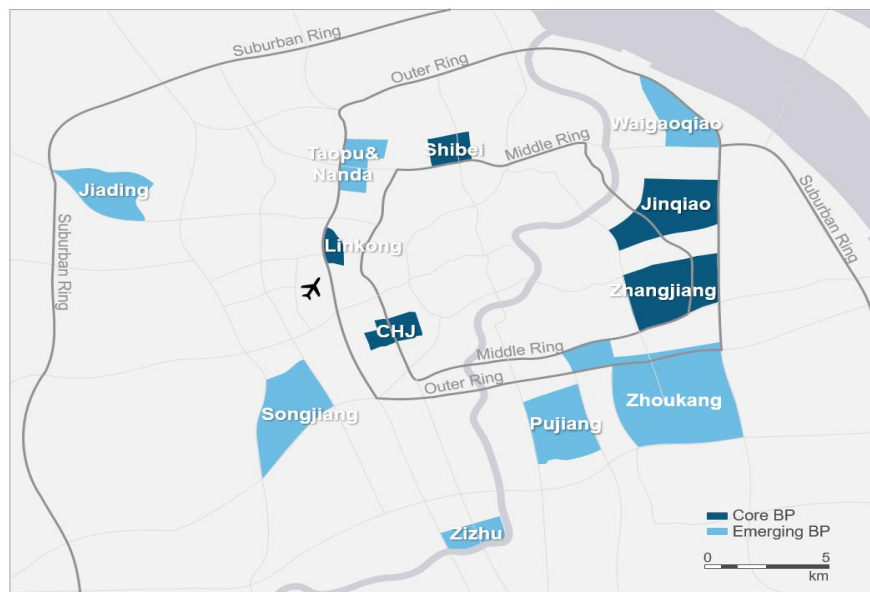 Suburban Ring
Outer Ring
Waigaoqiao
Taopu&
Nanda
Shibei
Middle Ring
Jiading
Jinqiao
Suburban Ring
Suburban Ring
Linkong
Zhangjiang
CHJ
Middle Ring
Outer Ring
Songjiang
Pujiang
Zhoukang
Zizhu
Core BP
Emerging BP
0 5
km